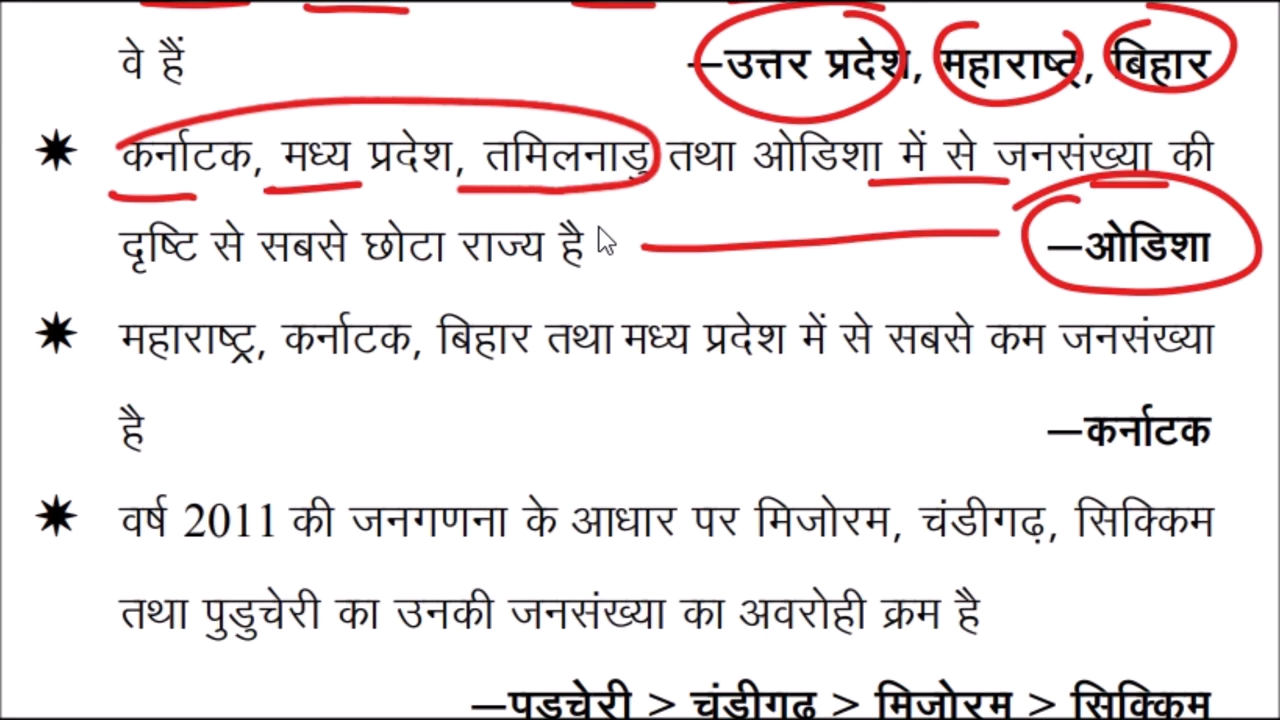 वे हैं —उत्तर प्रदेश, महाराष्ट्र, बिहार
✷ कर्नाटक, मध्य प्रदेश, तमिलनाडु तथा ओडिशा में से जनसंख्या की
दृष्टि से सबसे छोटा राज्य है —ओडिशा
✷ महाराष्ट्र, कर्नाटक, बिहार तथा मध्य प्रदेश में से सबसे कम जनसंख्या
है —कर्नाटक
✷ वर्ष 2011 की जनगणना के आधार पर मिजोरम, चंडीगढ़, सिक्किम
तथा पुडुचेरी का उनकी जनसंख्या का अवरोही क्रम है
—पुडुचेरी > चंडीगढ़ > मिजोरम > सिक्किम